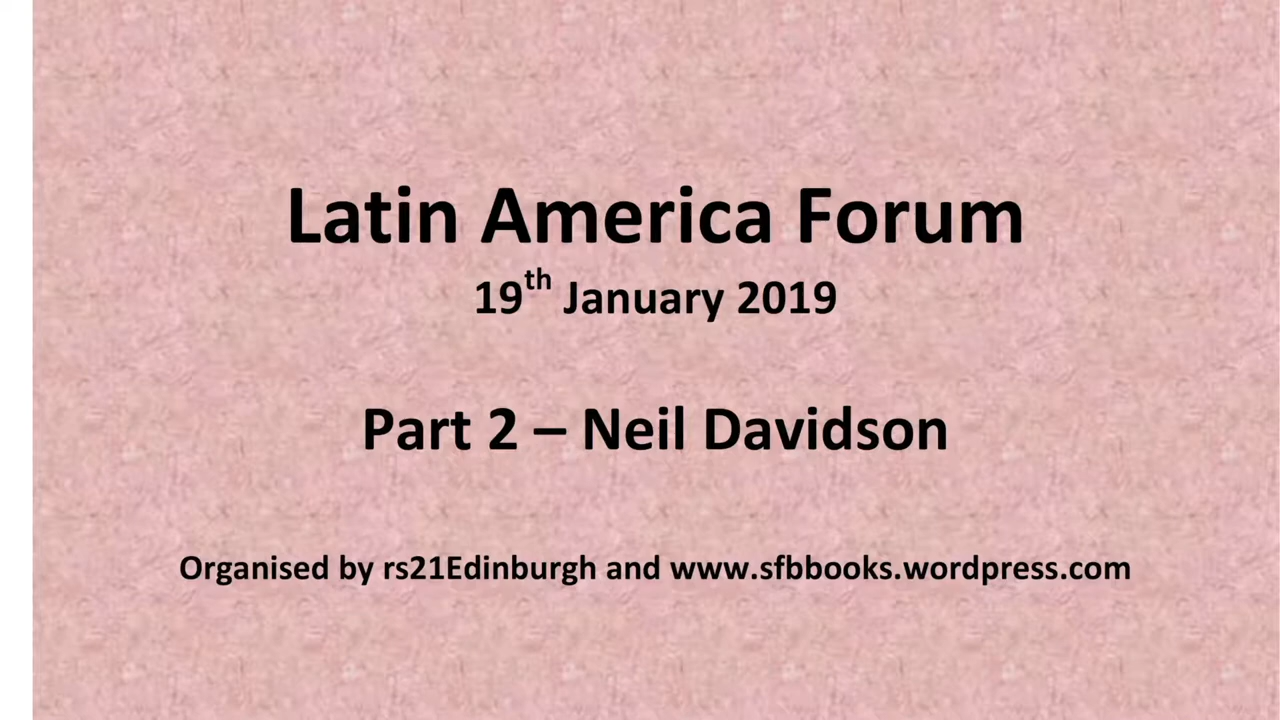 Latin America Forum
19th January 2019
Part 2 – Neil Davidson
Organised by rs21Edinburgh and www.sfbbooks.wordpress.com